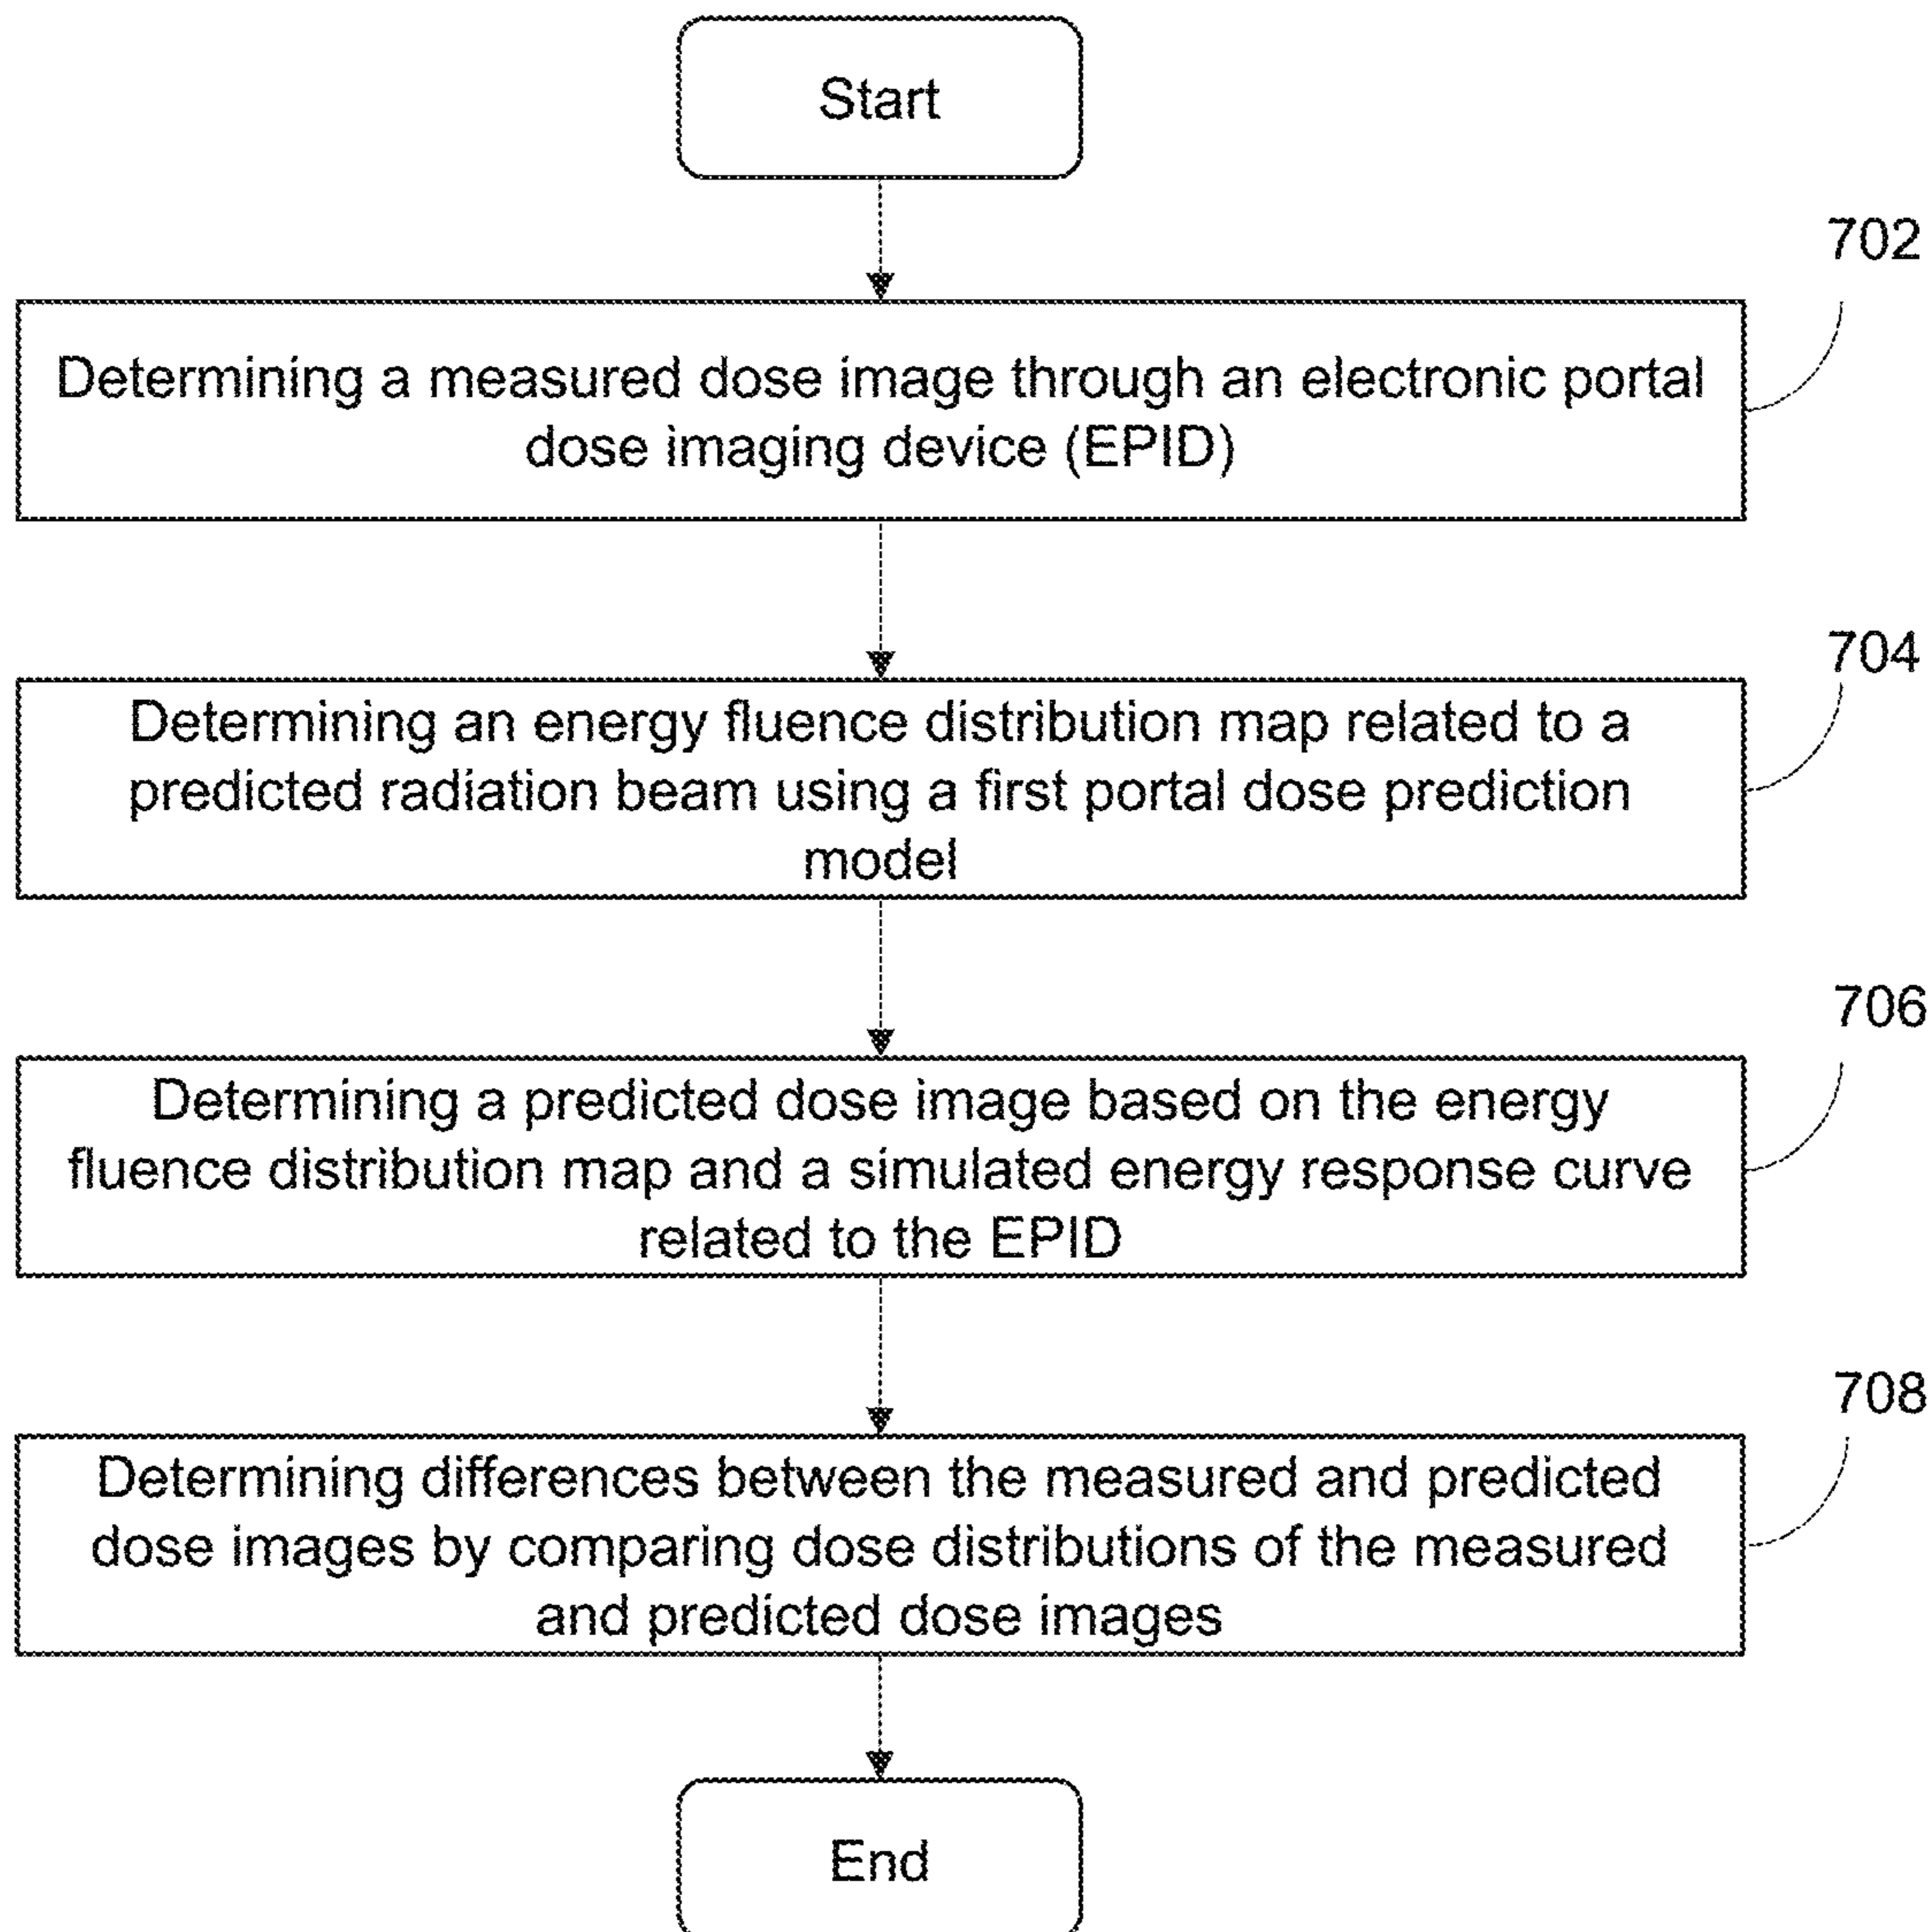 Start
702
Determining a measured dose image through an electronic portal
dose imaging device (EPID)
704
Determining an energy fluence distribution map related to a
predicted radiation beam using a first portal dose prediction
model
706
Determining a predicted dose image based on the energy
fluence distribution map and a simulated energy response curve
related to the EPID
708
Determining differences between the measured and predicted
dose images by comparing dose distributions of the measured
and predicted dose images
End